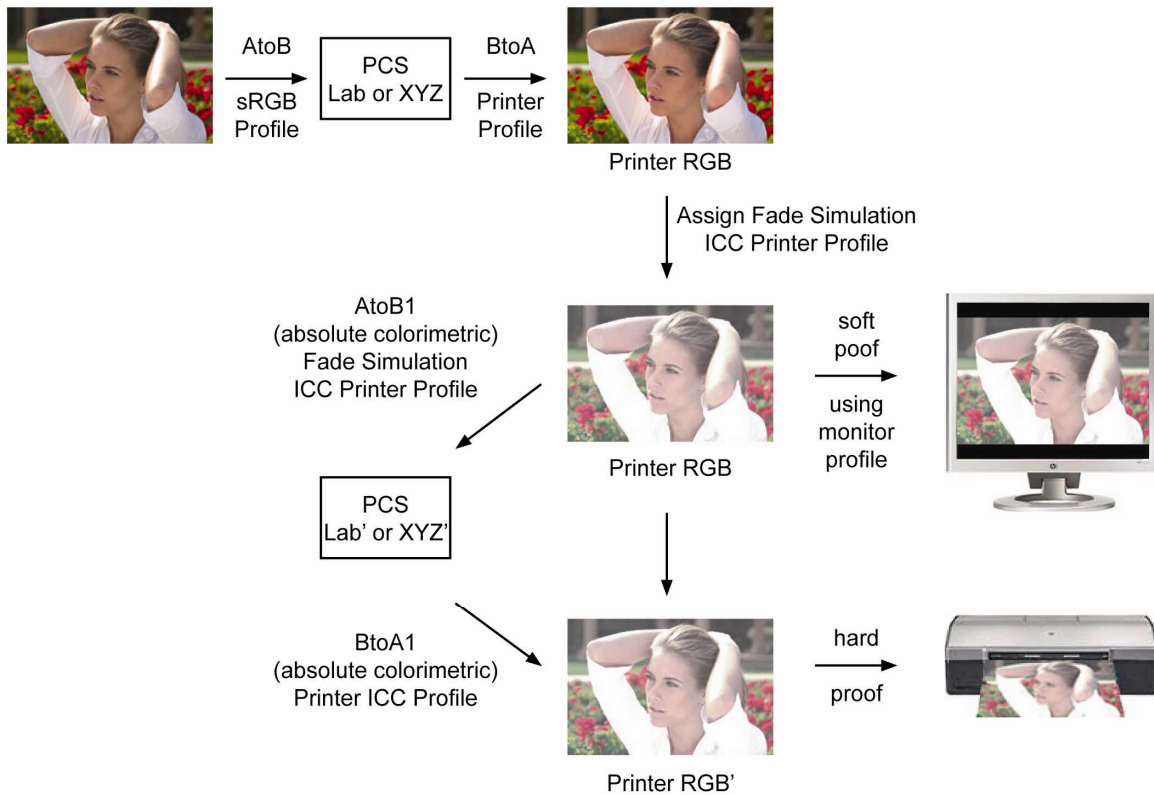 AtoB
sRGB
Profile
PCS
Lab or XYZ
BtoA
Printer
Profile
Printer RGB
Assign Fade Simulation
ICC Printer Profile
AtoB1
(absolute colorimetric)
Fade Simulation
ICC Printer Profile
soft
poof
using
monitor
profile
Printer RGB
PCS
Lab’ or XYZ’
BtoA1
(absolute colorimetric)
Printer ICC Profile
hard
proof
Printer RGB’